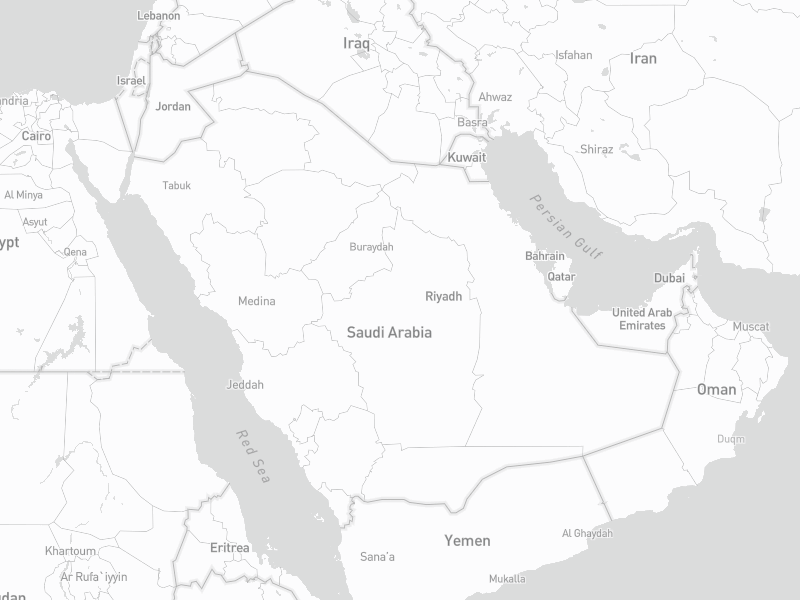 Lebanon
Iraq
Isfahan
Iran
Israel
Ahwaz
andria
Jordan
Basra
Cairo
Kuwait
Shiraz
Tabuk
Al Minya
Persian Gulf
Asyut
ypt
Qena
Buraydah
Bahrain
Qatar
Dubai
Medina
Riyadh
United Arab
Emirates
Muscat
Saudi Arabia
Jeddah
Oman
Red Sea
Duqm
Al Ghaydah
Yemen
Khartoum
Eritrea
Sana'a
Ar Rufa`iyyin
Mukalla
dan